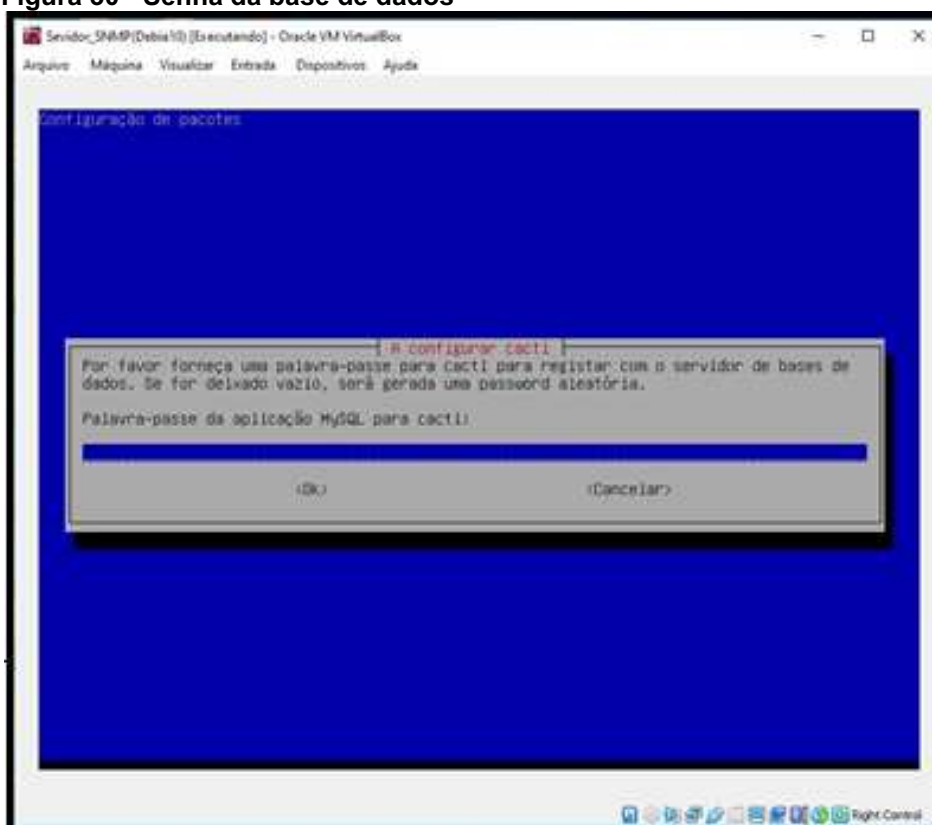 Figura 30 - Senha da base de dados
Sevidor_SNMP(Debia10) [Executando] - Oracle VM VirtualBox
Arquivo Máquina Visualizar Entrada Dispositivos Ajuda
Configuração de pacotes
A configurar cacti
Por favor forneça uma palavra-passe para cacti para registar com o servidor de bases de
dados. Se for deixado vazio, será gerada uma password aleatória.
Palavra-passe da aplicação MySQL para cacti:
<Ok> <Cancelar>
Right Control